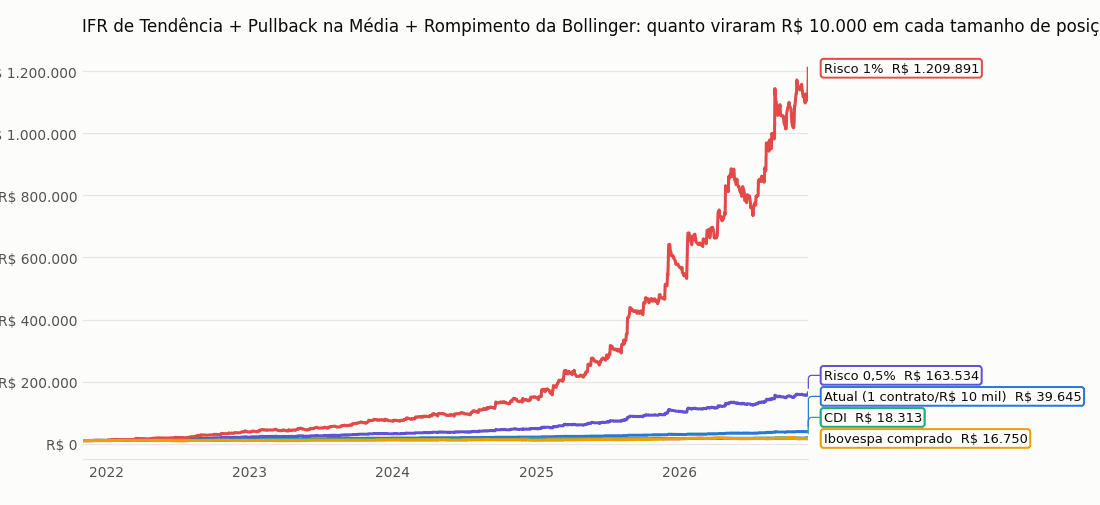 IFR de Tendência + Pullback na Média + Rompimento da Bollinger: quanto viraram R$ 10.000 em cada tamanho de posiç
$ 1.200.000
$ 1.000.000
R$ 800.000
R$ 600.000
R$ 400.000
R$ 200.000
R$ 0
2022
2023
2024
2025
2026
Risco 1% R$ 1.209.891
Risco 0,5% R$ 163.534
Atual (1 contrato/R$ 10 mil) R$ 39.645
CDI R$ 18.313
Ibovespa comprado R$ 16.750